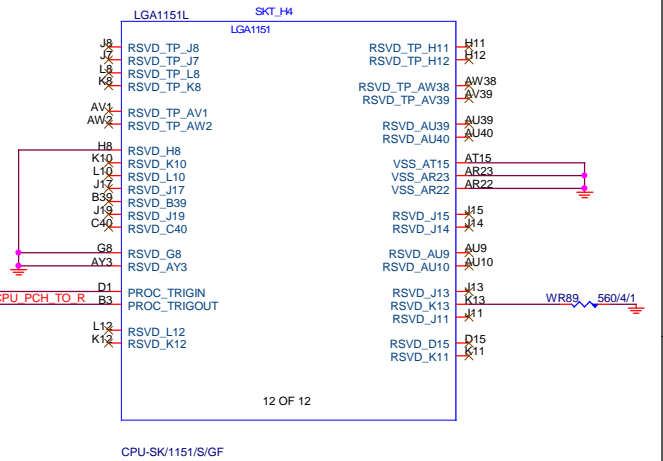 LGA1151L
SKT_H4
LGA1151
J8 RSVD_TP_J8
J7 RSVD_TP_J7
L8 RSVD_TP_L8
K8 RSVD_TP_K8
AV1 RSVD_TP_AV1
AW2 RSVD_TP_AW2
H8 RSVD_H8
K10 RSVD_K10
L10 RSVD_L10
J17 RSVD_J17
B39 RSVD_B39
J19 RSVD_J19
C40 RSVD_C40
G8 RSVD_G8
AY3 RSVD_AY3
D1 PROC_TRIGIN
CPU_PCH_TO_R B3 PROC_TRIGOUT
L12 RSVD_L12
K12 RSVD_K12
RSVD_TP_H11 H11
RSVD_TP_H12 H12
RSVD_TP_AW38 AW38
RSVD_TP_AV39 AV39
RSVD_AU39 AU39
RSVD_AU40 AU40
VSS_AT15 AT15
VSS_AR23 AR23
VSS_AR22 AR22
RSVD_J15 J15
RSVD_J14 J14
RSVD_AU9 AU9
RSVD_AU10 AU10
RSVD_J13 J13
RSVD_K13 K13 WR89 560/4/1
RSVD_J11 J11
RSVD_D15 D15
RSVD_K11 K11
12 OF 12
CPU-SK/1151/S/GF